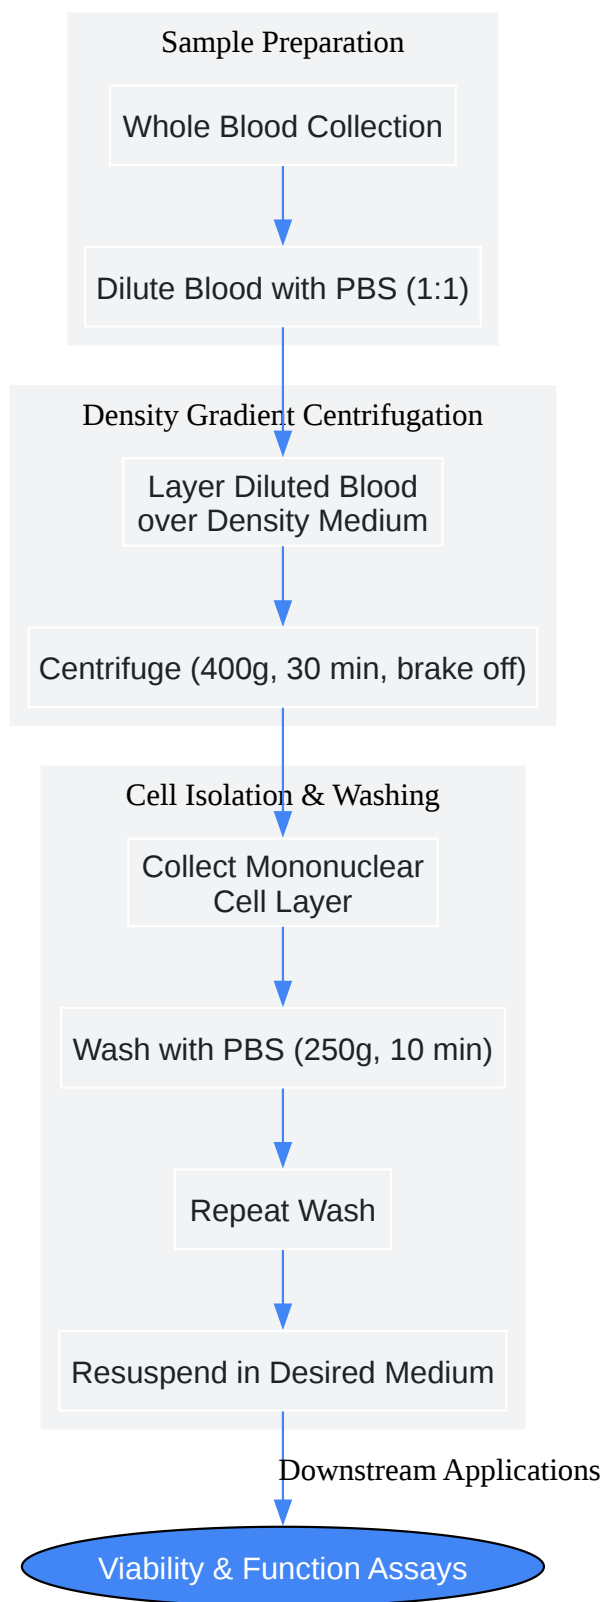 Sample Preparation
Whole Blood Collection
Dilute Blood with PBS (1:1)
Density Gradient Centrifugation
Layer Diluted Blood
over Density Medium
Centrifuge (400g, 30 min, brake off)
Cell Isolation & Washing
Collect Mononuclear
Cell Layer
Wash with PBS (250g, 10 min)
Repeat Wash
Resuspend in Desired Medium
Downstream Applications
Viability & Function Assays